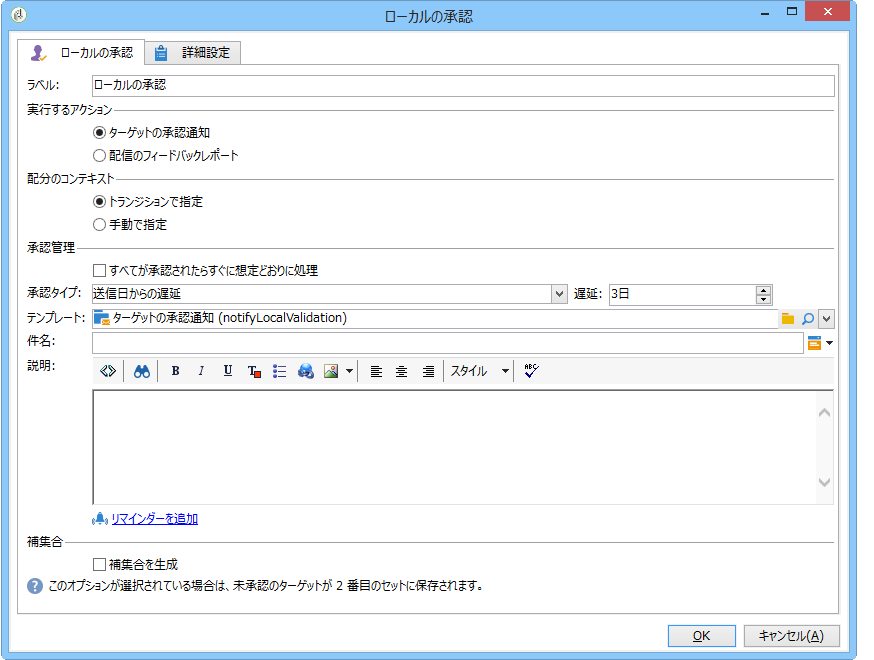 ローカルの承認
ローカルの承認 詳細設定
ラベル: ローカルの承認
実行するアクション
ターゲットの承認通知
配信のフィードバックレポート
配分のコンテキスト
トランジションで指定
手動で指定
承認管理
すべてが承認されたらすぐに想定どおりに処理
承認タイプ: 送信日からの遅延 遅延: 3日
テンプレート: ターゲットの承認通知 (notifyLocalValidation)
件名:
説明: B I U T スタイル ABC
リマインダーを追加
補集合
補集合を生成
このオプションが選択されている場合は、未承認のターゲットが 2 番目のセットに保存されます。
OK キャンセル(A)